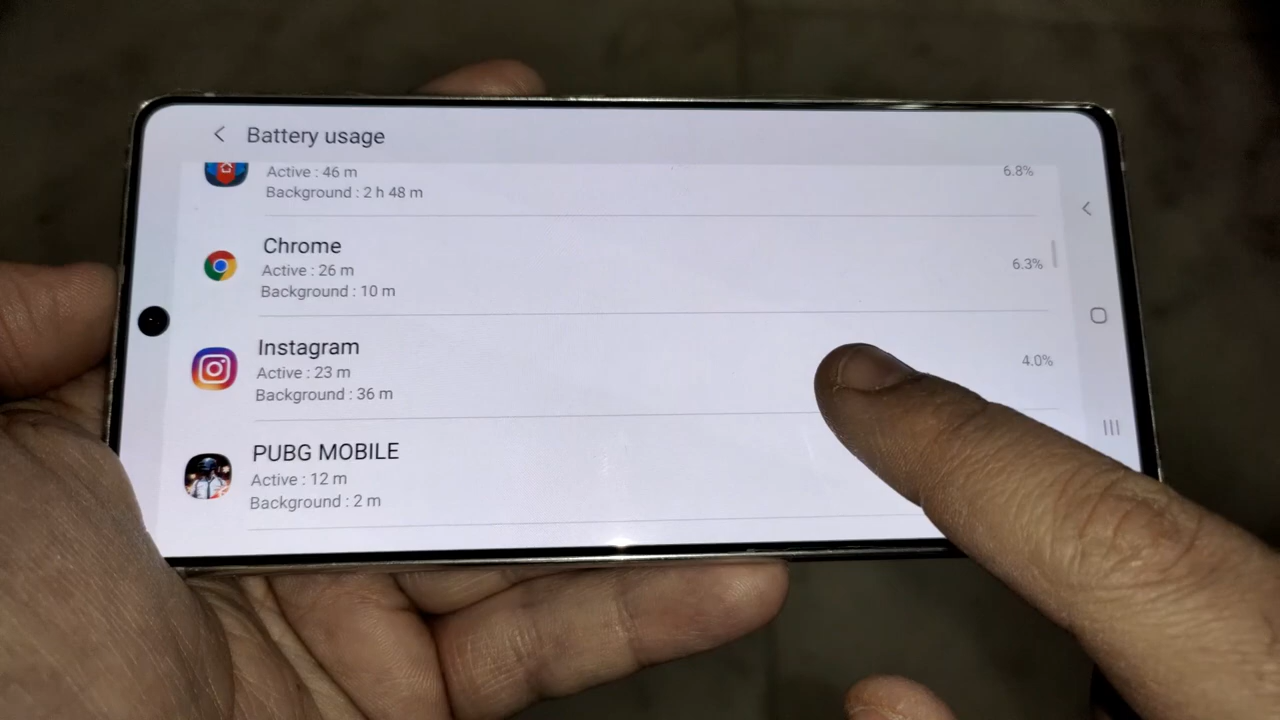 Battery usage
Active : 46 m
6.8%
Background : 2 h 48 m
Chrome
Active : 26 m
6.3%
Background : 10 m
Instagram
Active : 23 m
4.0%
Background : 36 m
PUBG MOBILE
Active : 12 m
Background : 2 m